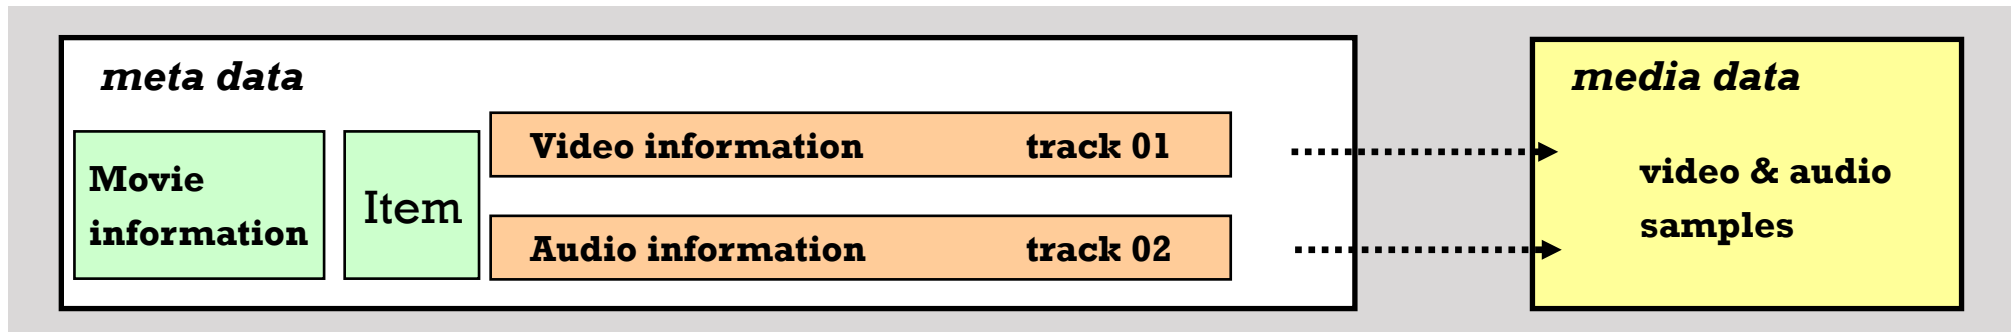 meta data
Movie
information
Item
Video information track 01
Audio information track 02
media data
video & audio
samples